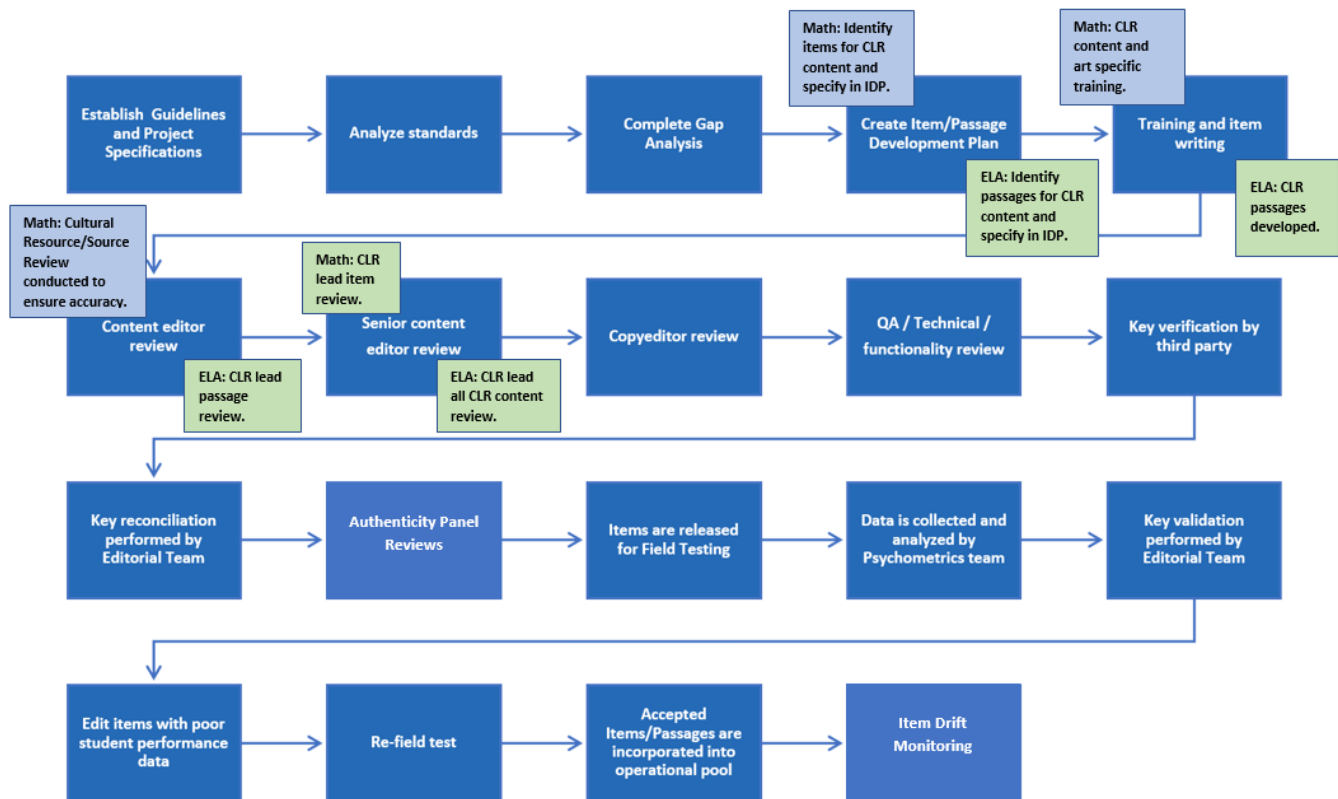 Math: Identify
items for CLR
content and
specify in IDP.
Math: CLR
content and
art specific
training.
Establish Guidelines
and Project
Specifications
Analyze standards
Complete Gap
Analysis
Create Item/Passage
Development Plan
Training and item
writing
ELA: Identify
passages for CLR
content and
specify in IDP.
ELA: CLR
passages
developed.
Math: Cultural
Resource/Source
Review
conducted to
ensure accuracy.
Math: CLR
lead item
review.
Content editor
review
Senior content
editor review
Copyeditor review
QA / Technical /
functionality review
Key verification by
third party
ELA: CLR lead
passage
review.
ELA: CLR lead
all CLR content
review.
Key reconciliation
performed by
Editorial Team
Authenticity Panel
Reviews
Items are released
for Field Testing
Data is collected and
analyzed by
Psychometrics team
Key validation
performed by
Editorial Team
Edit items with poor
student performance
data
Re-field test
Accepted
Items/Passages are
incorporated into
operational pool
Item Drift
Monitoring